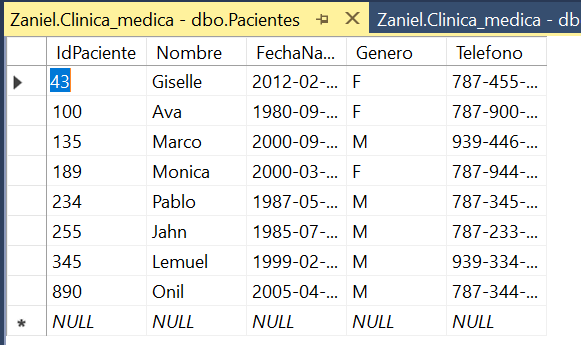 Zaniel.Clinica_medica - dbo.Pacientes Zaniel.Clinica_medica - db
IdPaciente Nombre FechaNa... Genero Telefono
43 Giselle 2012-02-... F 787-455-...
100 Ava 1980-09-... F 787-900-...
135 Marco 2000-09-... M 939-446-...
189 Monica 2000-03-... F 787-944-...
234 Pablo 1987-05-... M 787-345-...
255 Jahn 1985-07-... M 787-233-...
345 Lemuel 1999-02-... M 939-334-...
890 Onil 2005-04-... M 787-344-...
NULL NULL NULL NULL NULL